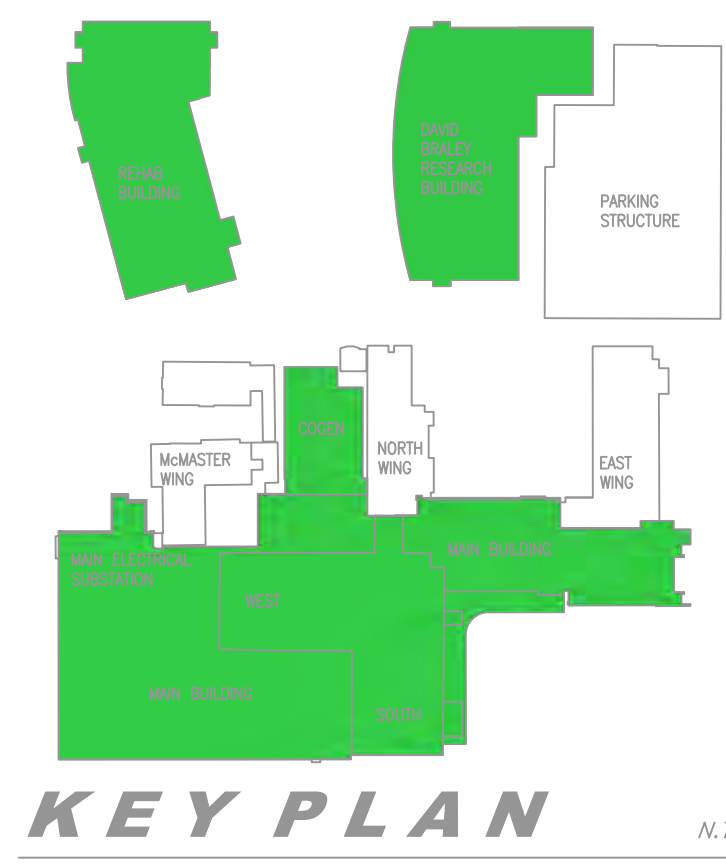 REHAB
BUILDING
DAVID
BRALEY
RESEARCH
BUILDING
PARKING
STRUCTURE
COGEN
McMASTER
WING
NORTH
WING
EAST
WING
MAIN ELECTRICAL
SUBSTATION
MAIN BUILDING
WEST
MAIN BUILDING
SOUTH
KEY PLAN